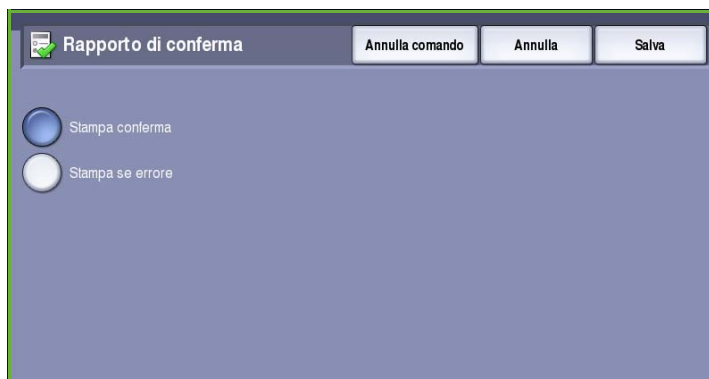 Rapporto di conferma
Annulla comando
Annulla
Salva
Stampa conferma
Stampa se errore